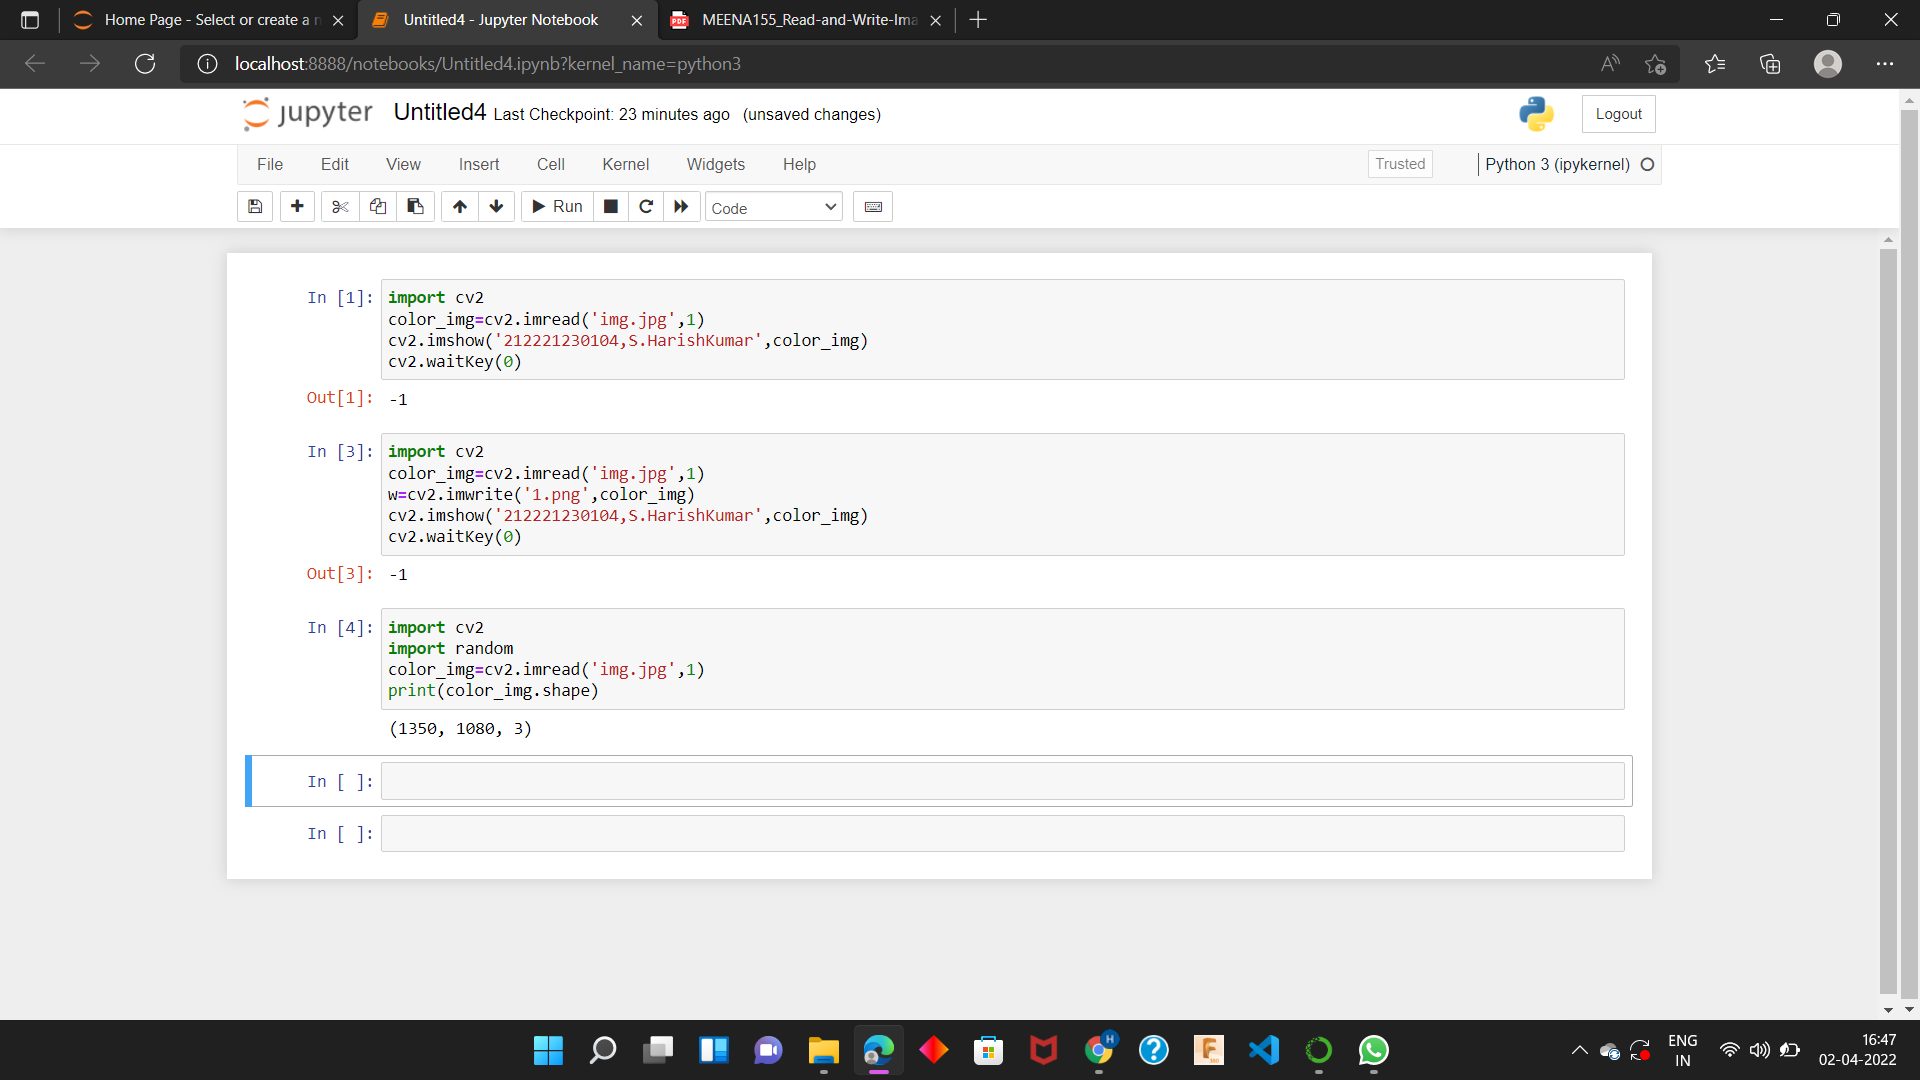 Home Page - Select or create a n
Untitled4 - Jupyter Notebook
MEENA155_Read-and-Write-Ima
localhost:8888/notebooks/Untitled4.ipynb?kernel_name=python3
jupyter Untitled4 Last Checkpoint: 23 minutes ago (unsaved changes)
Logout
File Edit View Insert Cell Kernel Widgets Help
Trusted
Python 3 (ipykernel)
Run
Code
In [1]: import cv2
color_img=cv2.imread('img.jpg',1)
cv2.imshow('212221230104,S.HarishKumar',color_img)
cv2.waitKey(0)
Out[1]: -1
In [3]: import cv2
color_img=cv2.imread('img.jpg',1)
w=cv2.imwrite('1.png',color_img)
cv2.imshow('212221230104,S.HarishKumar',color_img)
cv2.waitKey(0)
Out[3]: -1
In [4]: import cv2
import random
color_img=cv2.imread('img.jpg',1)
print(color_img.shape)
(1350, 1080, 3)
In [ ]:
In [ ]:
ENG
IN
16:47
02-04-2022